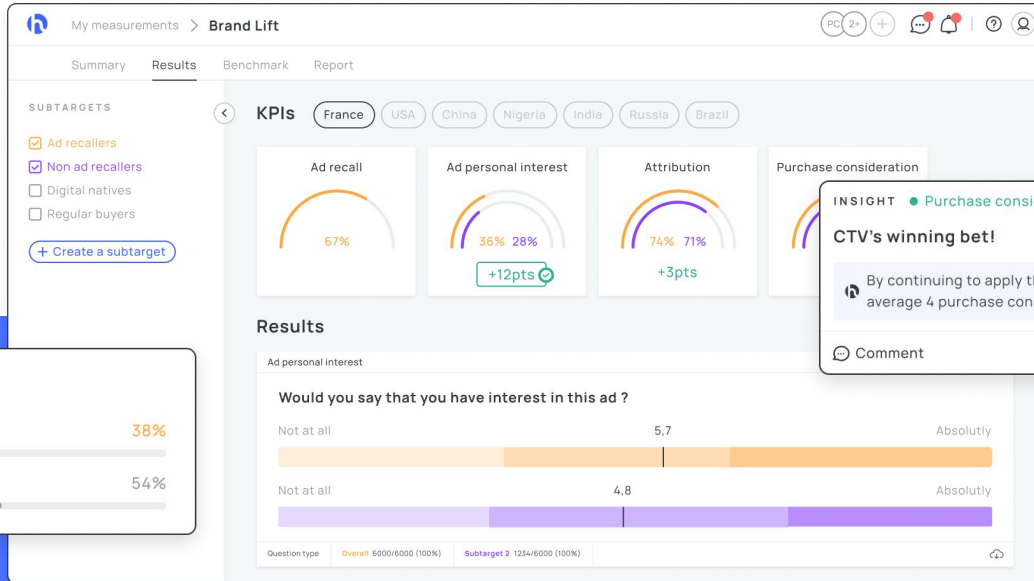 My measurements > Brand Lift
PC 2+ +
?
Summary Results Benchmark Report
SUBTARGETS
Ad recallers
Non ad recallers
Digital natives
Regular buyers
+ Create a subtarget
38%
54%
KPIs France USA China Nigeria India Russia Brazil
Ad recall
67%
Ad personal interest
36% 28%
+12pts
Attribution
74% 71%
+3pts
Purchase consideration
INSIGHT • Purchase consi
CTV's winning bet!
By continuing to apply th
average 4 purchase con
Comment
Results
Ad personal interest
Would you say that you have interest in this ad ?
Not at all 5,7 Absolutly
Not at all 4,8 Absolutly
Question type Overall 6000/6000 (100%) Subtarget 2 1234/6000 (100%)